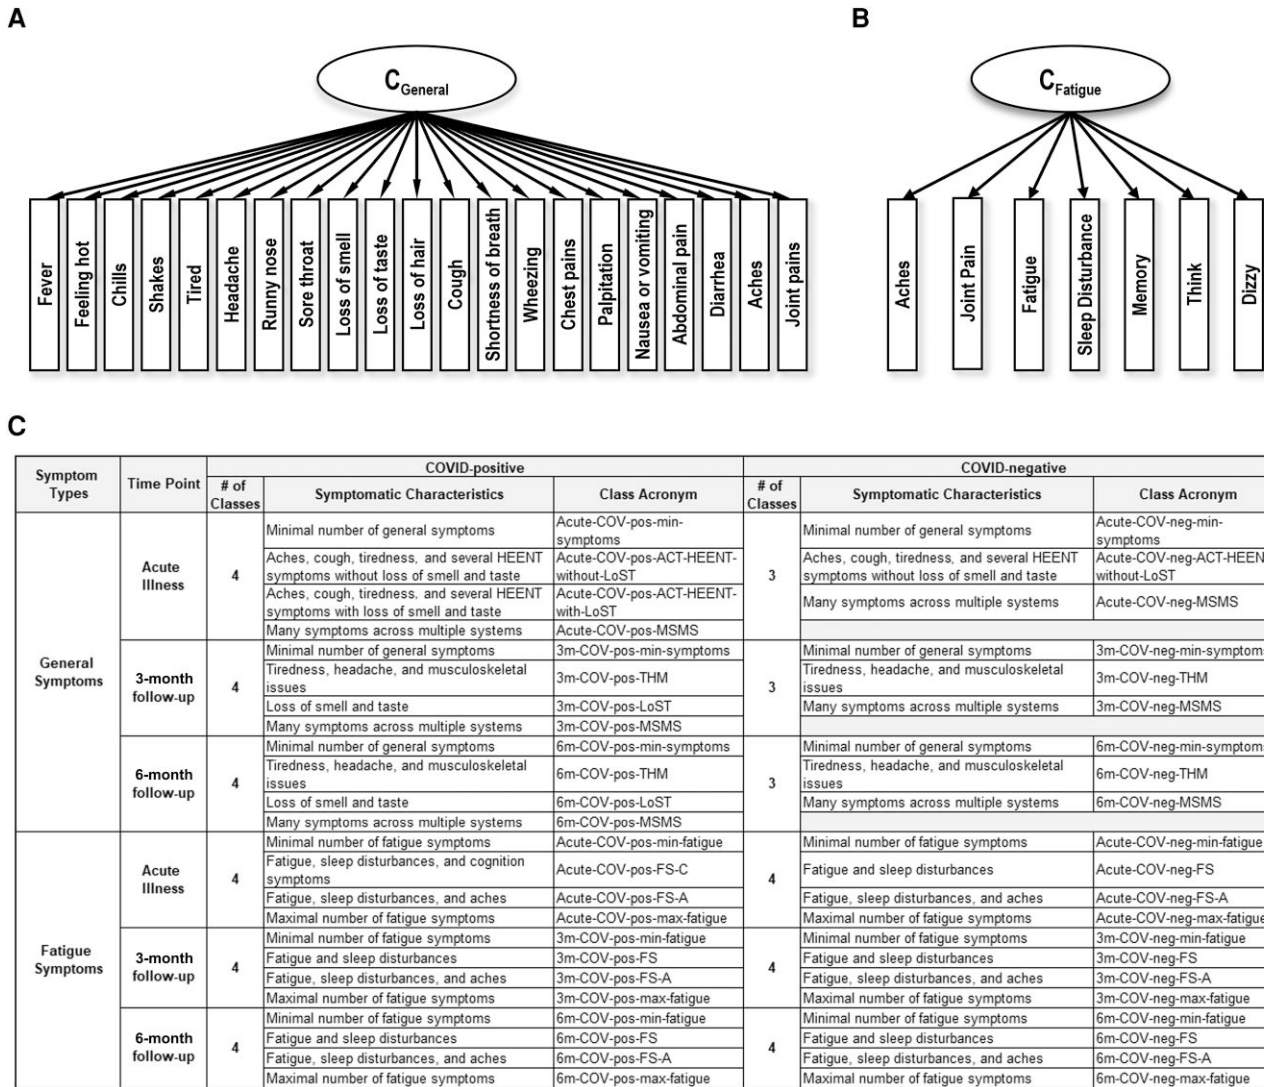 A
B
C General
C Fatigue
Fever
Feeling hot
Chills
Shakes
Tired
Headache
Runny nose
Sore throat
Loss of smell
Loss of taste
Loss of hair
Cough
Shortness of breath
Wheezing
Chest pains
Palpitation
Nausea or vomiting
Abdominal pain
Diarrhea
Aches
Joint pains
Aches
Joint Pain
Fatigue
Sleep Disturbance
Memory
Think
Dizzy
C
Symptom
Types
Time Point
COVID-positive
COVID-negative
# of
Classes
Symptomatic Characteristics
Class Acronym
# of
Classes
Symptomatic Characteristics
Class Acronym
General
Symptoms
Acute
Illness
4
Minimal number of general symptoms
Acute-COV-pos-min-
symptoms
Aches, cough, tiredness, and several HEENT
symptoms without loss of smell and taste
Acute-COV-pos-ACT-HEENT-
without-LoST
Aches, cough, tiredness, and several HEENT
symptoms with loss of smell and taste
Acute-COV-pos-ACT-HEENT-
with-LoST
Many symptoms across multiple systems
Acute-COV-pos-MSMS
3
Minimal number of general symptoms
Acute-COV-neg-min-
symptoms
Aches, cough, tiredness, and several HEENT
symptoms without loss of smell and taste
Acute-COV-neg-ACT-HEEN
without-LoST
Many symptoms across multiple systems
Acute-COV-neg-MSMS
3-month
follow-up
4
Minimal number of general symptoms
3m-COV-pos-min-symptoms
Tiredness, headache, and musculoskeletal
issues
3m-COV-pos-THM
Loss of smell and taste
3m-COV-pos-LoST
Many symptoms across multiple systems
3m-COV-pos-MSMS
3
Minimal number of general symptoms
3m-COV-neg-min-symptoms
Tiredness, headache, and musculoskeletal
issues
3m-COV-neg-THM
Many symptoms across multiple systems
3m-COV-neg-MSMS
6-month
follow-up
4
Minimal number of general symptoms
6m-COV-pos-min-symptoms
Tiredness, headache, and musculoskeletal
issues
6m-COV-pos-THM
Loss of smell and taste
6m-COV-pos-LoST
Many symptoms across multiple systems
6m-COV-pos-MSMS
3
Minimal number of general symptoms
6m-COV-neg-min-symptoms
Tiredness, headache, and musculoskeletal
issues
6m-COV-neg-THM
Many symptoms across multiple systems
6m-COV-neg-MSMS
Fatigue
Symptoms
Acute
Illness
4
Minimal number of fatigue symptoms
Acute-COV-pos-min-fatigue
Fatigue, sleep disturbances, and cognition
symptoms
Acute-COV-pos-FS-C
Fatigue, sleep disturbances, and aches
Acute-COV-pos-FS-A
Maximal number of fatigue symptoms
Acute-COV-pos-max-fatigue
4
Minimal number of fatigue symptoms
Acute-COV-neg-min-fatigue
Fatigue and sleep disturbances
Acute-COV-neg-FS
Fatigue, sleep disturbances, and aches
Acute-COV-neg-FS-A
Maximal number of fatigue symptoms
Acute-COV-neg-max-fatigue
3-month
follow-up
4
Minimal number of fatigue symptoms
3m-COV-pos-min-fatigue
Fatigue and sleep disturbances
3m-COV-pos-FS
Fatigue, sleep disturbances, and aches
3m-COV-pos-FS-A
Maximal number of fatigue symptoms
3m-COV-pos-max-fatigue
4
Minimal number of fatigue symptoms
3m-COV-neg-min-fatigue
Fatigue and sleep disturbances
3m-COV-neg-FS
Fatigue, sleep disturbances, and aches
3m-COV-neg-FS-A
Maximal number of fatigue symptoms
3m-COV-neg-max-fatigue
6-month
follow-up
4
Minimal number of fatigue symptoms
6m-COV-pos-min-fatigue
Fatigue and sleep disturbances
6m-COV-pos-FS
Fatigue, sleep disturbances, and aches
6m-COV-pos-FS-A
Maximal number of fatigue symptoms
6m-COV-pos-max-fatigue
4
Minimal number of fatigue symptoms
6m-COV-neg-min-fatigue
Fatigue and sleep disturbances
6m-COV-neg-FS
Fatigue, sleep disturbances, and aches
6m-COV-neg-FS-A
Maximal number of fatigue symptoms
6m-COV-neg-max-fatigue